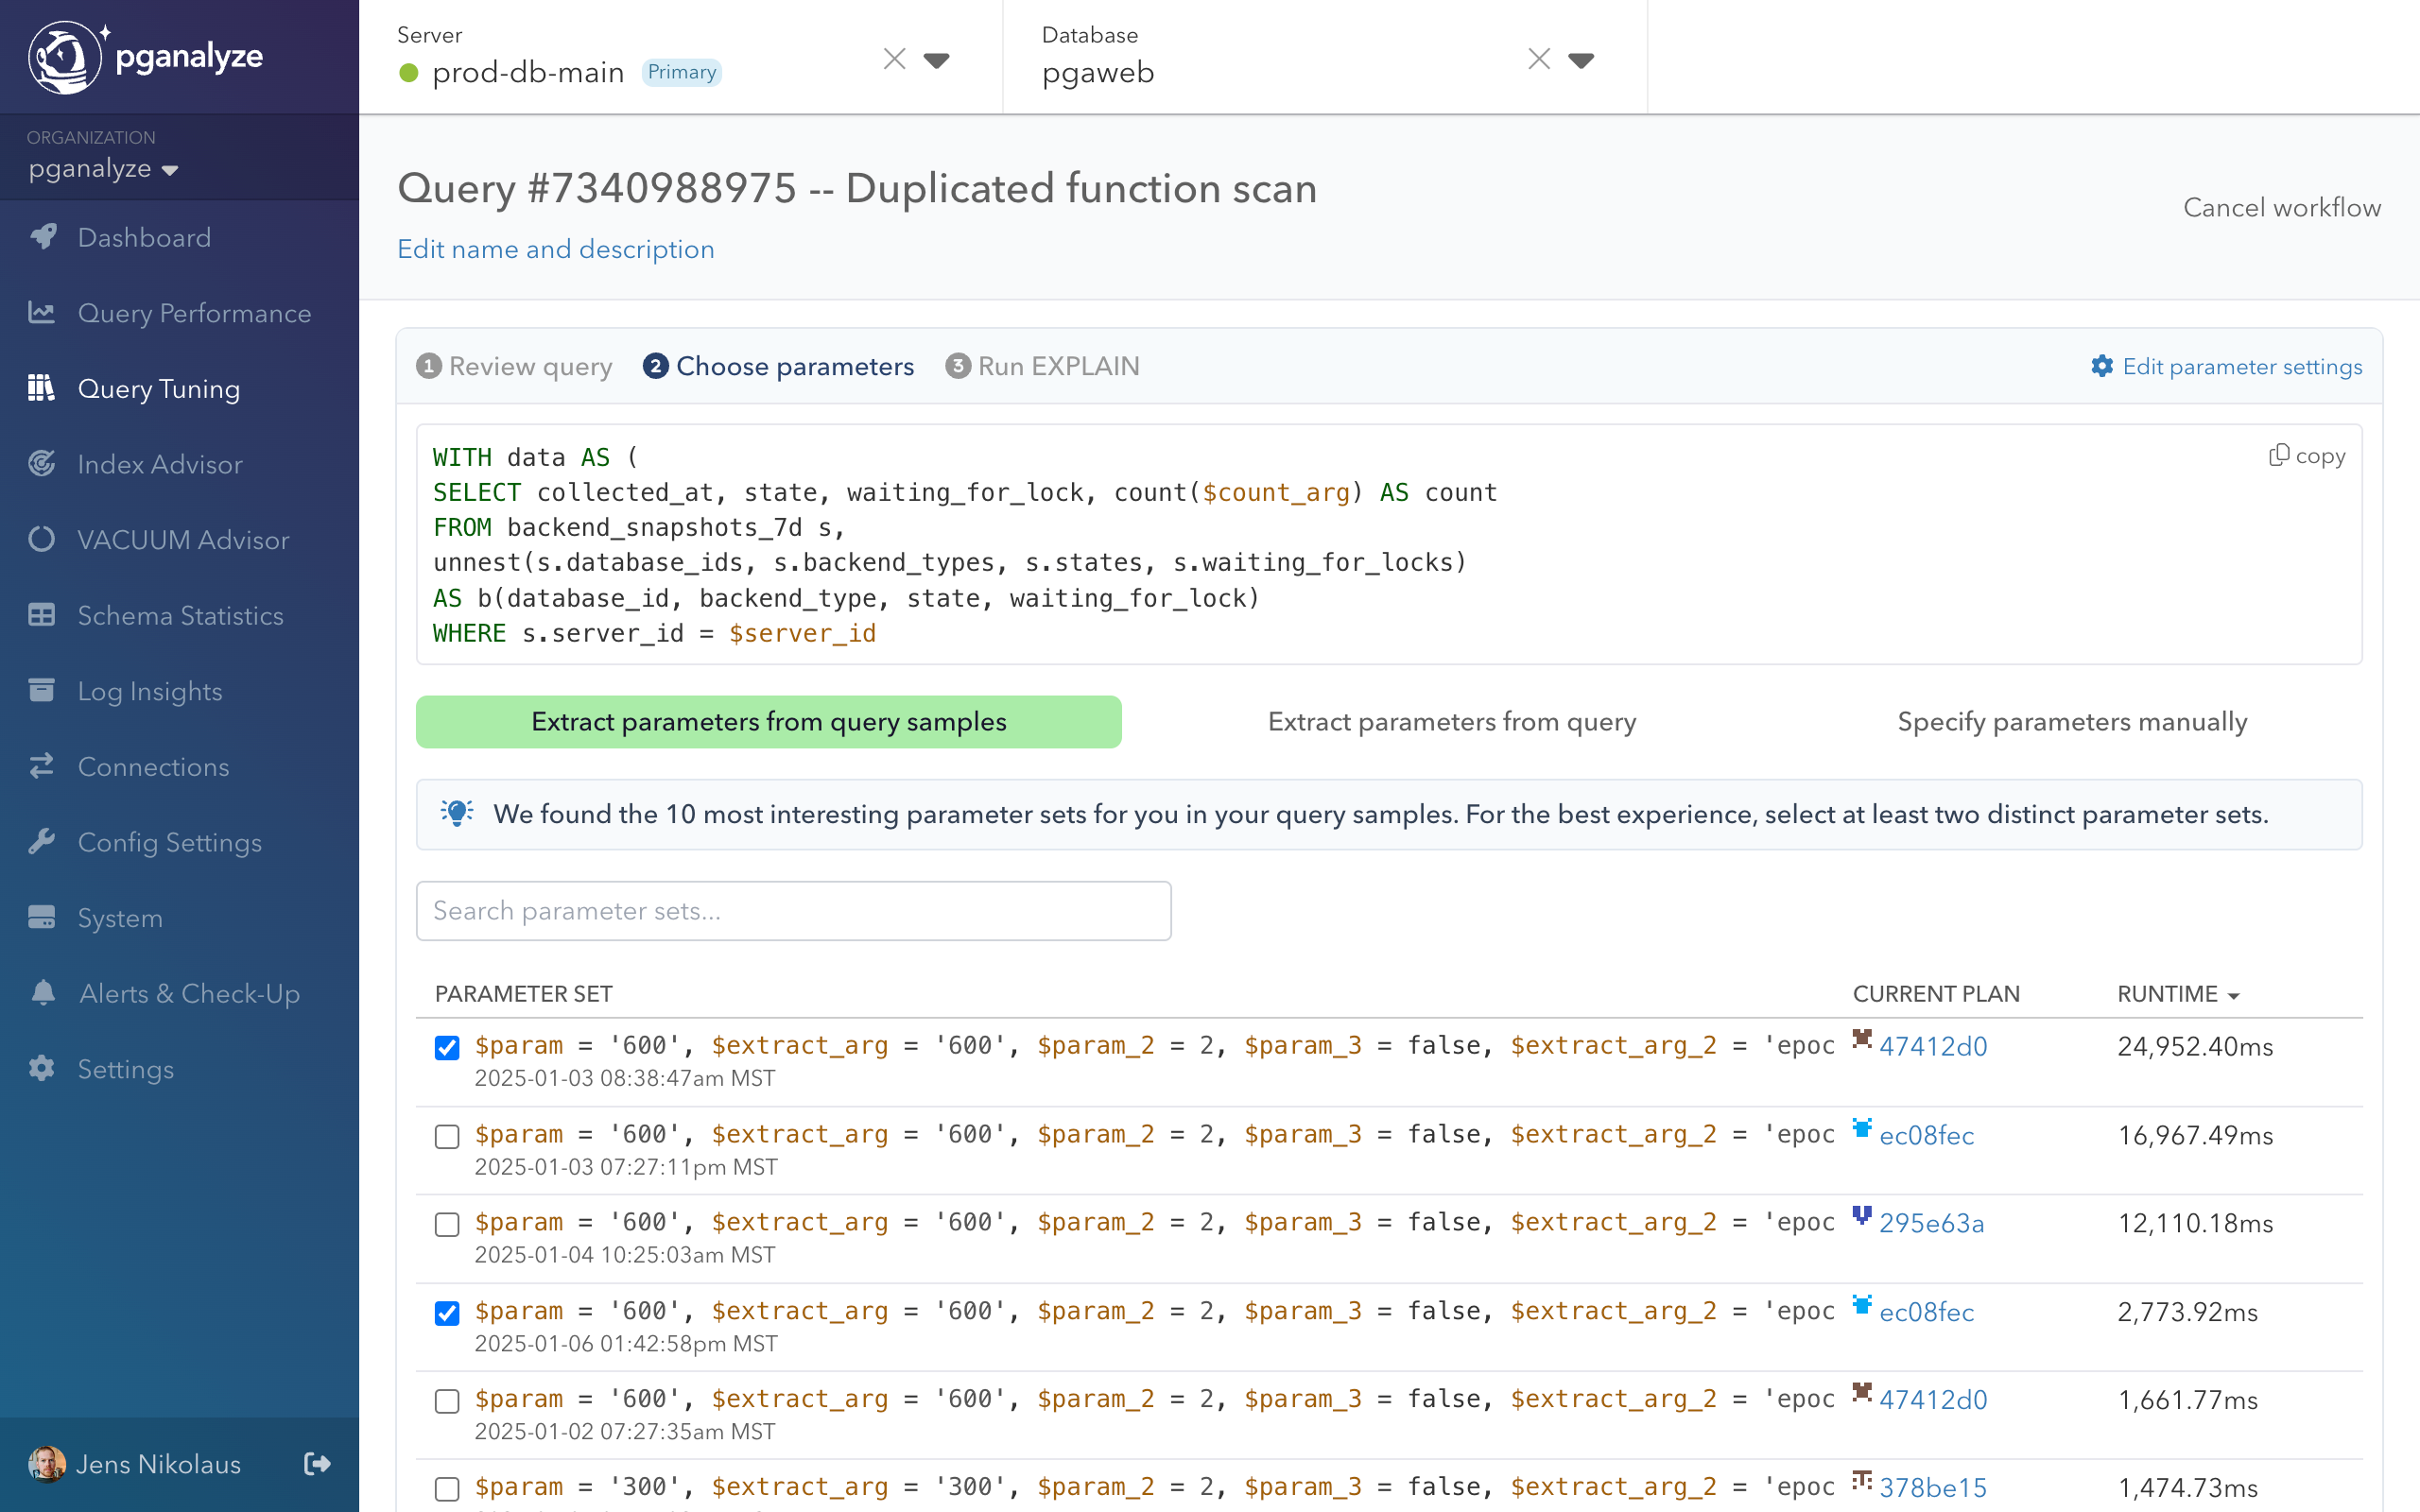 pganalyze
ORGANIZATION
pganalyze
Dashboard
Query Performance
Query Tuning
Index Advisor
VACUUM Advisor
Schema Statistics
Log Insights
Connections
Config Settings
System
Alerts & Check-Up
Settings
Jens Nikolaus
Server
prod-db-main Primary
Database
pgaweb
Query #7340988975 -- Duplicated function scan
Edit name and description
Cancel workflow
1 Review query 2 Choose parameters 3 Run EXPLAIN Edit parameter settings
copy
WITH data AS (
SELECT collected_at, state, waiting_for_lock, count($count_arg) AS count
FROM backend_snapshots_7d s,
unnest(s.database_ids, s.backend_types, s.states, s.waiting_for_locks)
AS b(database_id, backend_type, state, waiting_for_lock)
WHERE s.server_id = $server_id
Extract parameters from query samples Extract parameters from query Specify parameters manually
We found the 10 most interesting parameter sets for you in your query samples. For the best experience, select at least two distinct parameter sets.
Search parameter sets...
PARAMETER SET CURRENT PLAN RUNTIME
$param = '600', $extract_arg = '600', $param_2 = 2, $param_3 = false, $extract_arg_2 = 'epoc 47412d0 24,952.40ms
2025-01-03 08:38:47am MST
$param = '600', $extract_arg = '600', $param_2 = 2, $param_3 = false, $extract_arg_2 = 'epoc ec08fec 16,967.49ms
2025-01-03 07:27:11pm MST
$param = '600', $extract_arg = '600', $param_2 = 2, $param_3 = false, $extract_arg_2 = 'epoc 295e63a 12,110.18ms
2025-01-04 10:25:03am MST
$param = '600', $extract_arg = '600', $param_2 = 2, $param_3 = false, $extract_arg_2 = 'epoc ec08fec 2,773.92ms
2025-01-06 01:42:58pm MST
$param = '600', $extract_arg = '600', $param_2 = 2, $param_3 = false, $extract_arg_2 = 'epoc 47412d0 1,661.77ms
2025-01-02 07:27:35am MST
$param = '300', $extract_arg = '300', $param_2 = 2, $param_3 = false, $extract_arg_2 = 'epoc 378be15 1,474.73ms